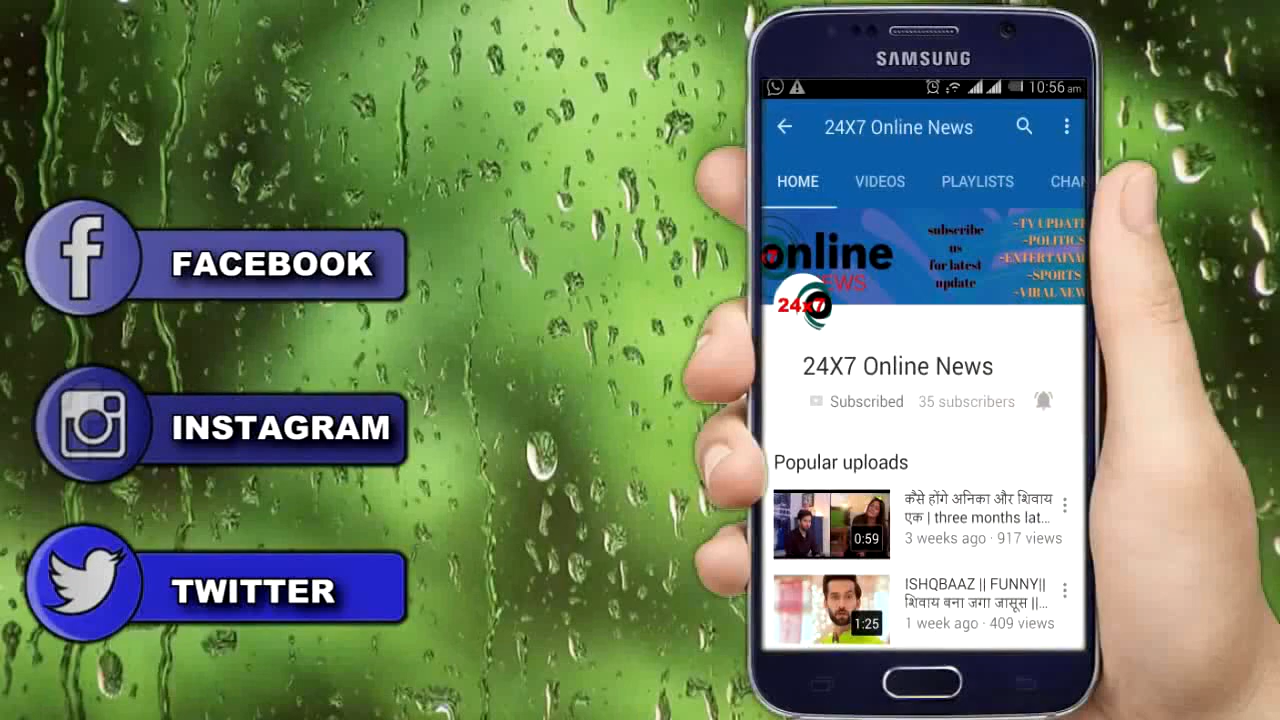 FACEBOOK
INSTAGRAM
TWITTER
SAMSUNG
10:56 am
24X7 Online News
HOME VIDEOS PLAYLISTS CHAN
online
NEWS
subscribe
us
for latest
update
~TV UPDATE
~POLITICS
~ENTERTAINM
~SPORTS
~VIRAL NEW
24x7
24X7 Online News
Subscribed 35 subscribers
Popular uploads
कैसे होंगे अनिका और शिवाय
एक | three months lat...
3 weeks ago · 917 views
0:59
ISHQBAAZ || FUNNY||
शिवाय बना जगा जासूस ||...
1 week ago · 409 views
1:25